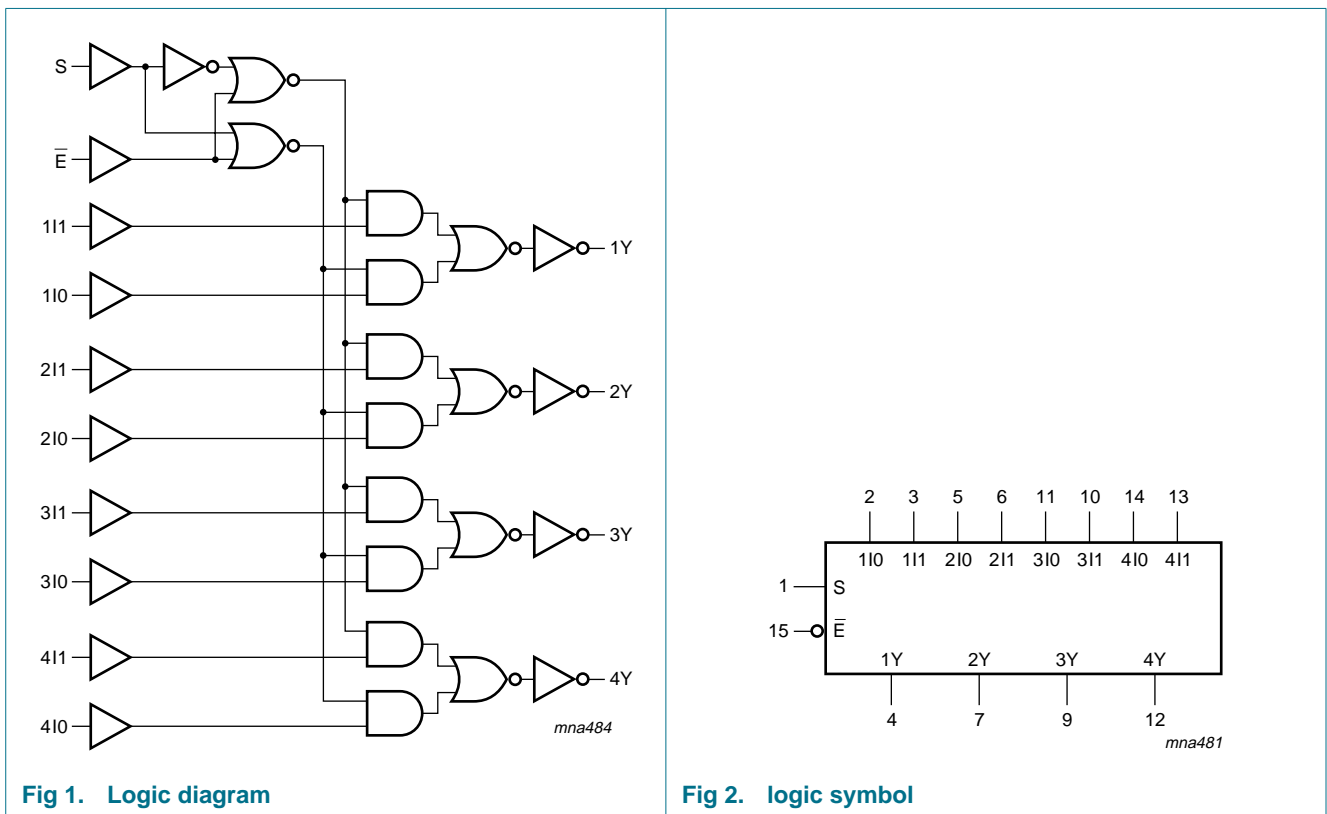 S
E̅
1I1
1I0
1Y
2I1
2I0
2Y
3I1
3I0
3Y
4I1
4I0
4Y
mna484
Fig 1. Logic diagram
2 3 5 6 11 10 14 13
1I0 1I1 2I0 2I1 3I0 3I1 4I0 4I1
1 S
15 E̅
1Y 2Y 3Y 4Y
4 7 9 12
mna481
Fig 2. logic symbol